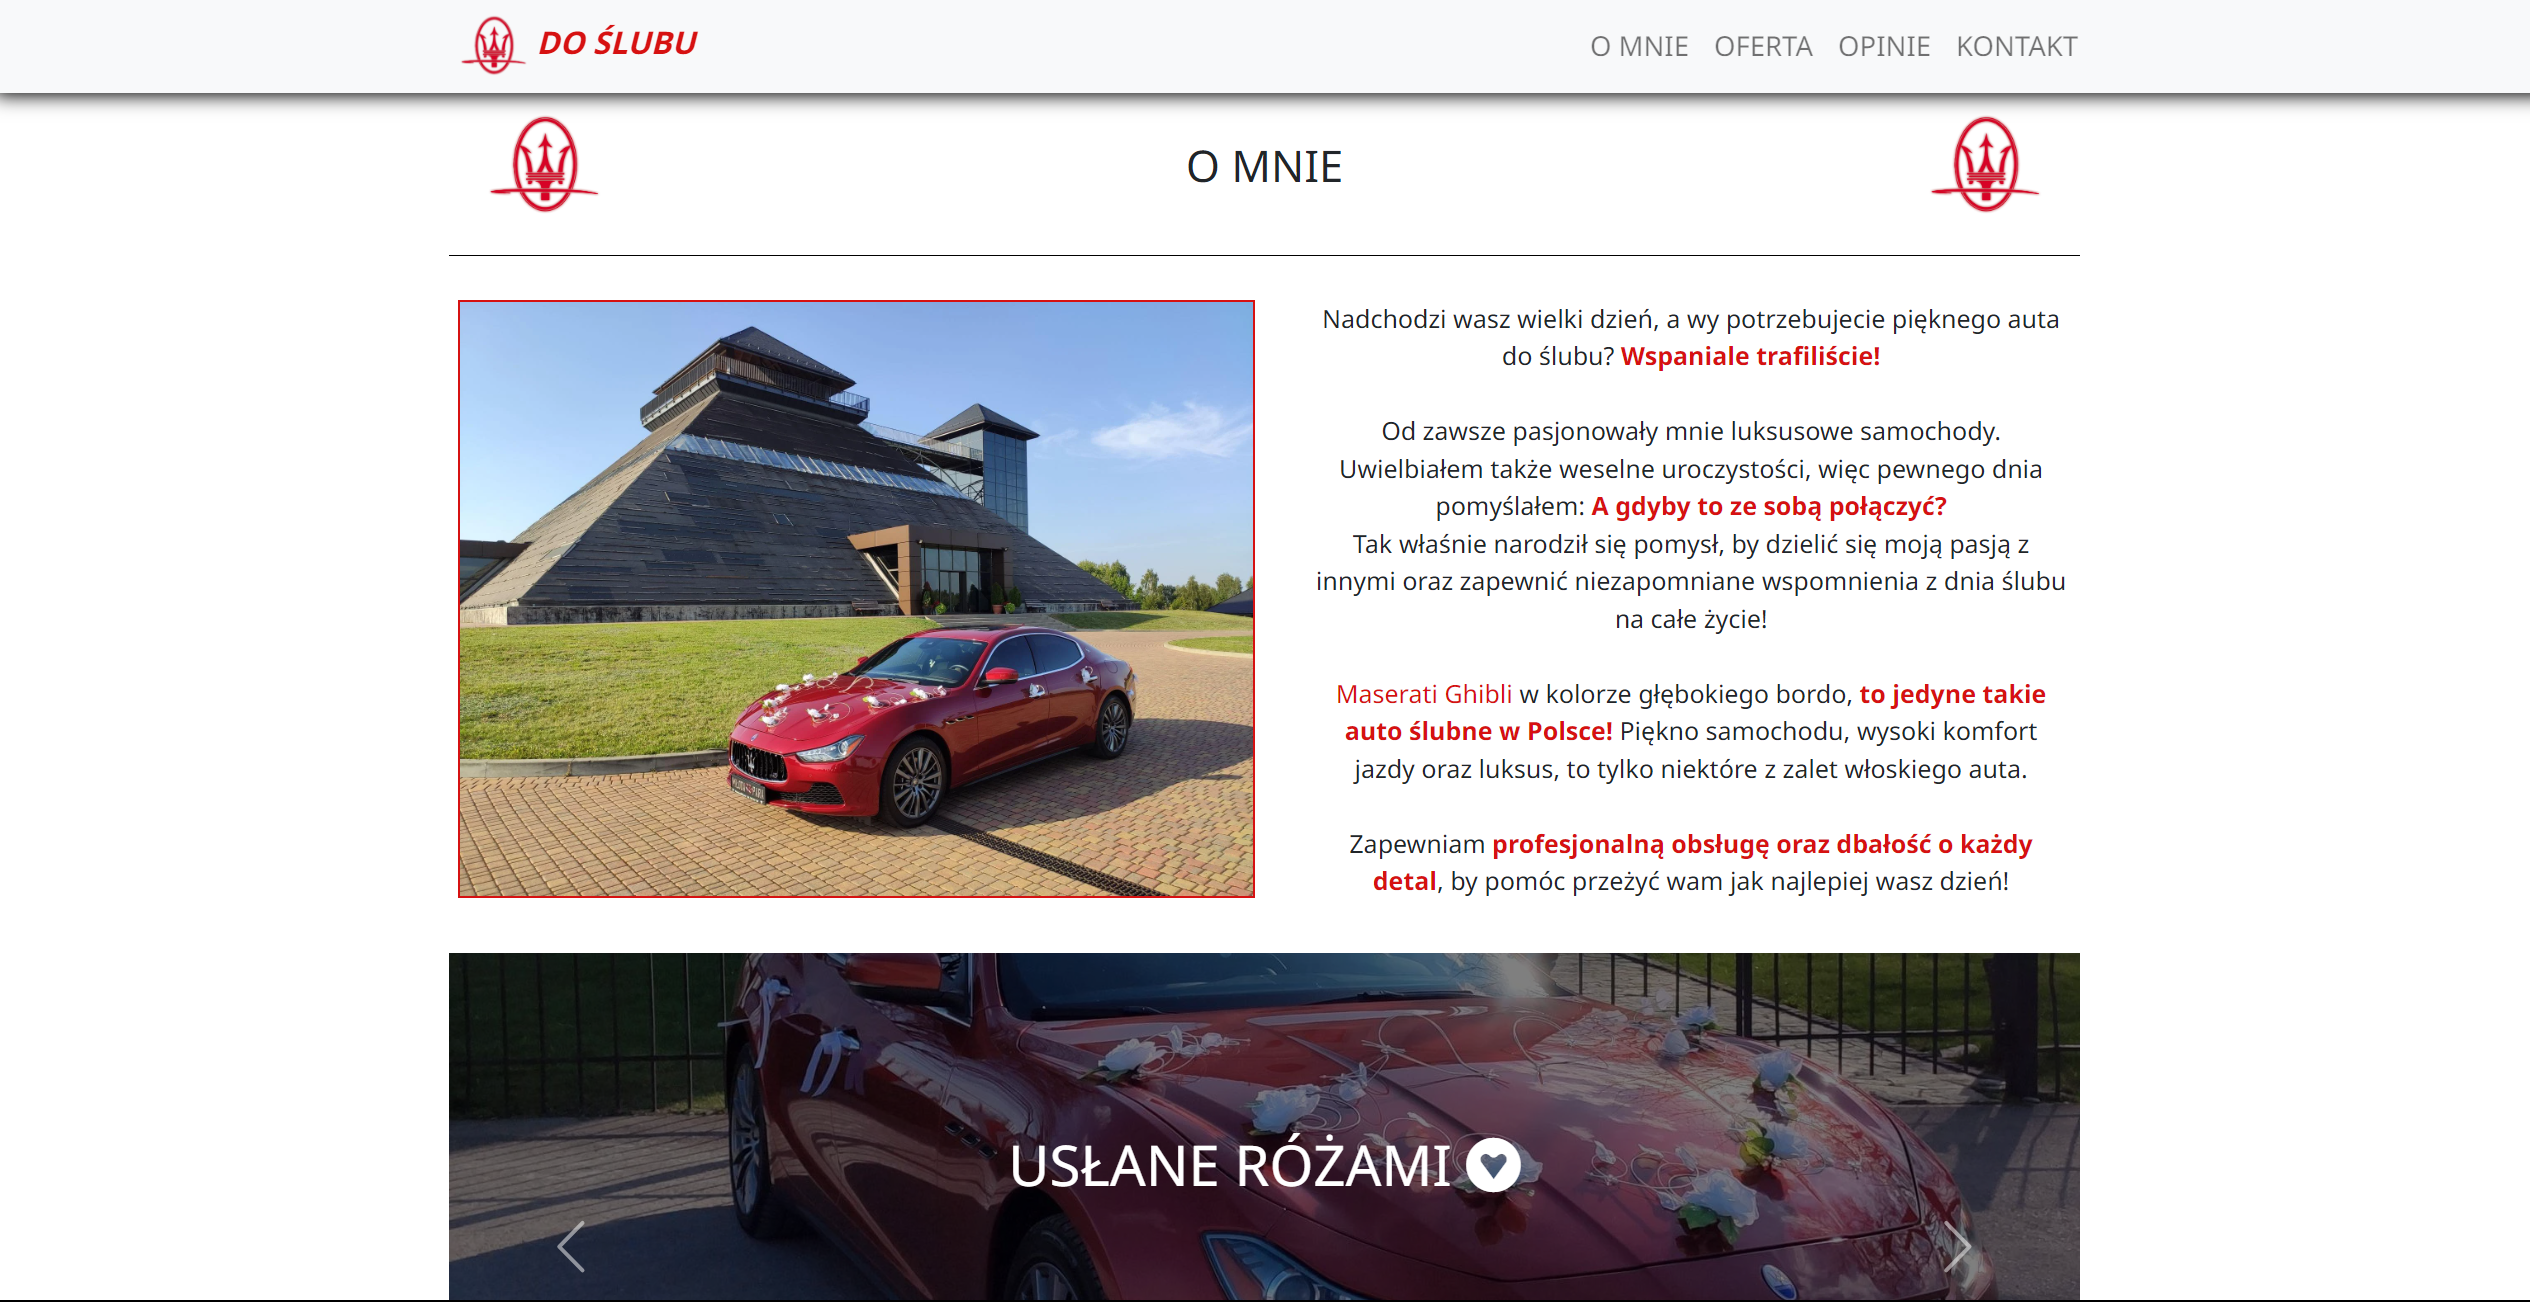 DO ŚLUBU
O MNIE OFERTA OPINIE KONTAKT
O MNIE
Nadchodzi wasz wielki dzień, a wy potrzebujecie pięknego auta
do ślubu? Wspaniale trafiliście!
Od zawsze pasjonowały mnie luksusowe samochody.
Uwielbiałem także weselne uroczystości, więc pewnego dnia
pomyślałem: A gdyby to ze sobą połączyć?
Tak właśnie narodził się pomysł, by dzielić się moją pasją z
innymi oraz zapewnić niezapomniane wspomnienia z dnia ślubu
na całe życie!
Maserati Ghibli w kolorze głębokiego bordo, to jedyne takie
auto ślubne w Polsce! Piękno samochodu, wysoki komfort
jazdy oraz luksus, to tylko niektóre z zalet włoskiego auta.
Zapewniam profesjonalną obsługę oraz dbałość o każdy
detal, by pomóc przeżyć wam jak najlepiej wasz dzień!
USŁANE RÓŻAMI